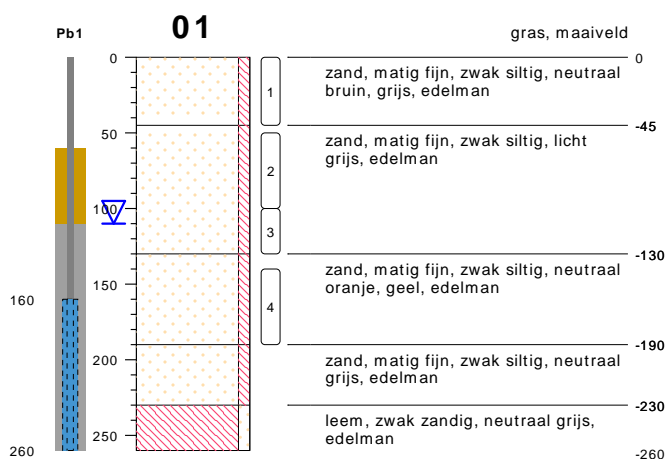 Pb1
01
gras, maaiveld
0
0
zand, matig fijn, zwak siltig, neutraal
bruin, grijs, edelman
1
50
-45
zand, matig fijn, zwak siltig, licht
grijs, edelman
2
100
3
-130
150
zand, matig fijn, zwak siltig, neutraal
oranje, geel, edelman
160
4
-190
200
zand, matig fijn, zwak siltig, neutraal
grijs, edelman
-230
leem, zwak zandig, neutraal grijs,
edelman
250
260
-260